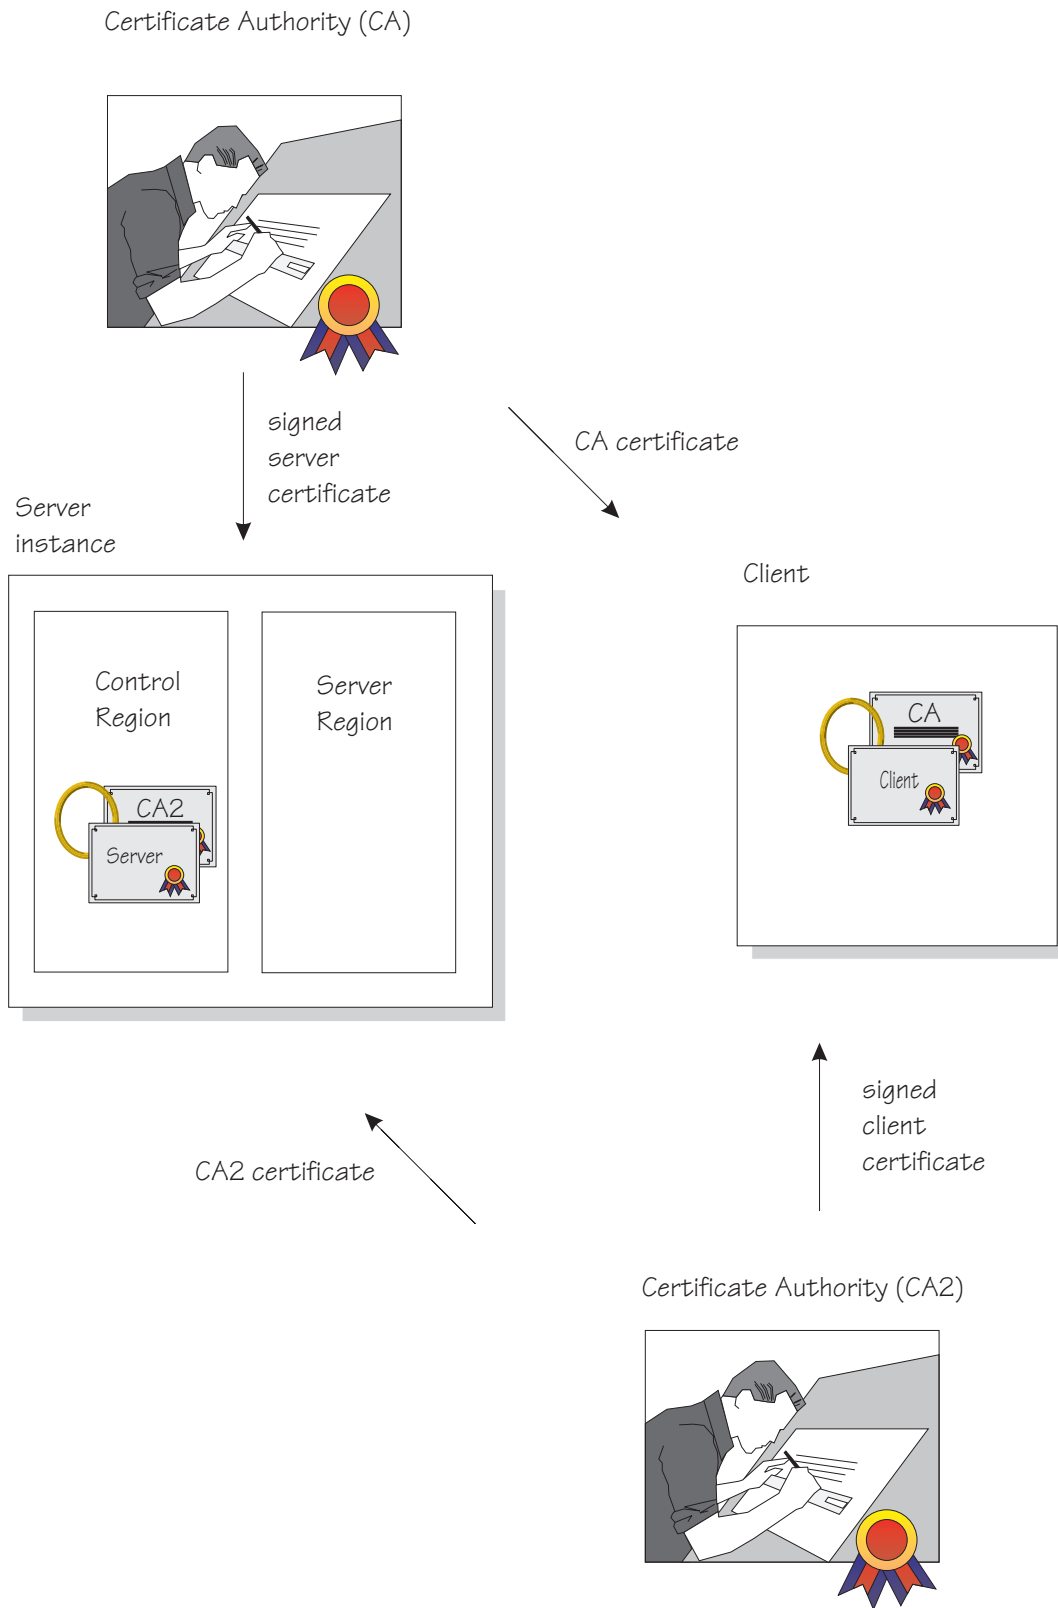 Certificate Authority (CA)
signed
server
certificate
CA certificate
Server
instance
Client
Control
Region
Server
Region
CA
Client
CA2
Server
signed
client
certificate
CA2 certificate
Certificate Authority (CA2)